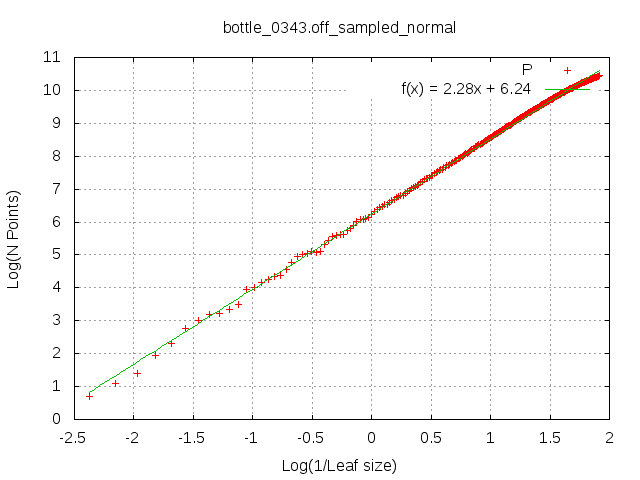 bottle_0343.off_sampled_normal
11
10
9
8
7
6
5
4
3
2
1
0
Log(N Points)
P
f(x) = 2.28x + 6.24
-2.5 -2 -1.5 -1 -0.5 0 0.5 1 1.5 2
Log(1/Leaf size)